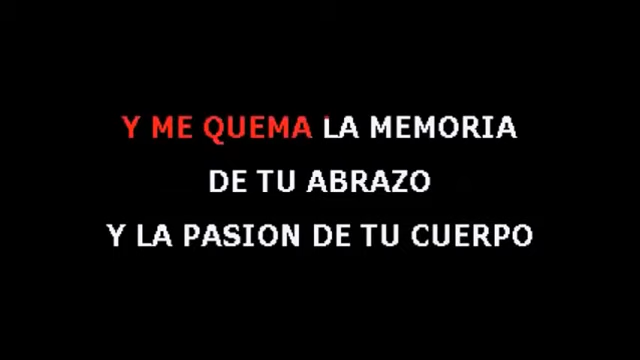 Y ME QUEMA LA MEMORIA
DE TU ABRAZO
Y LA PASION DE TU CUERPO